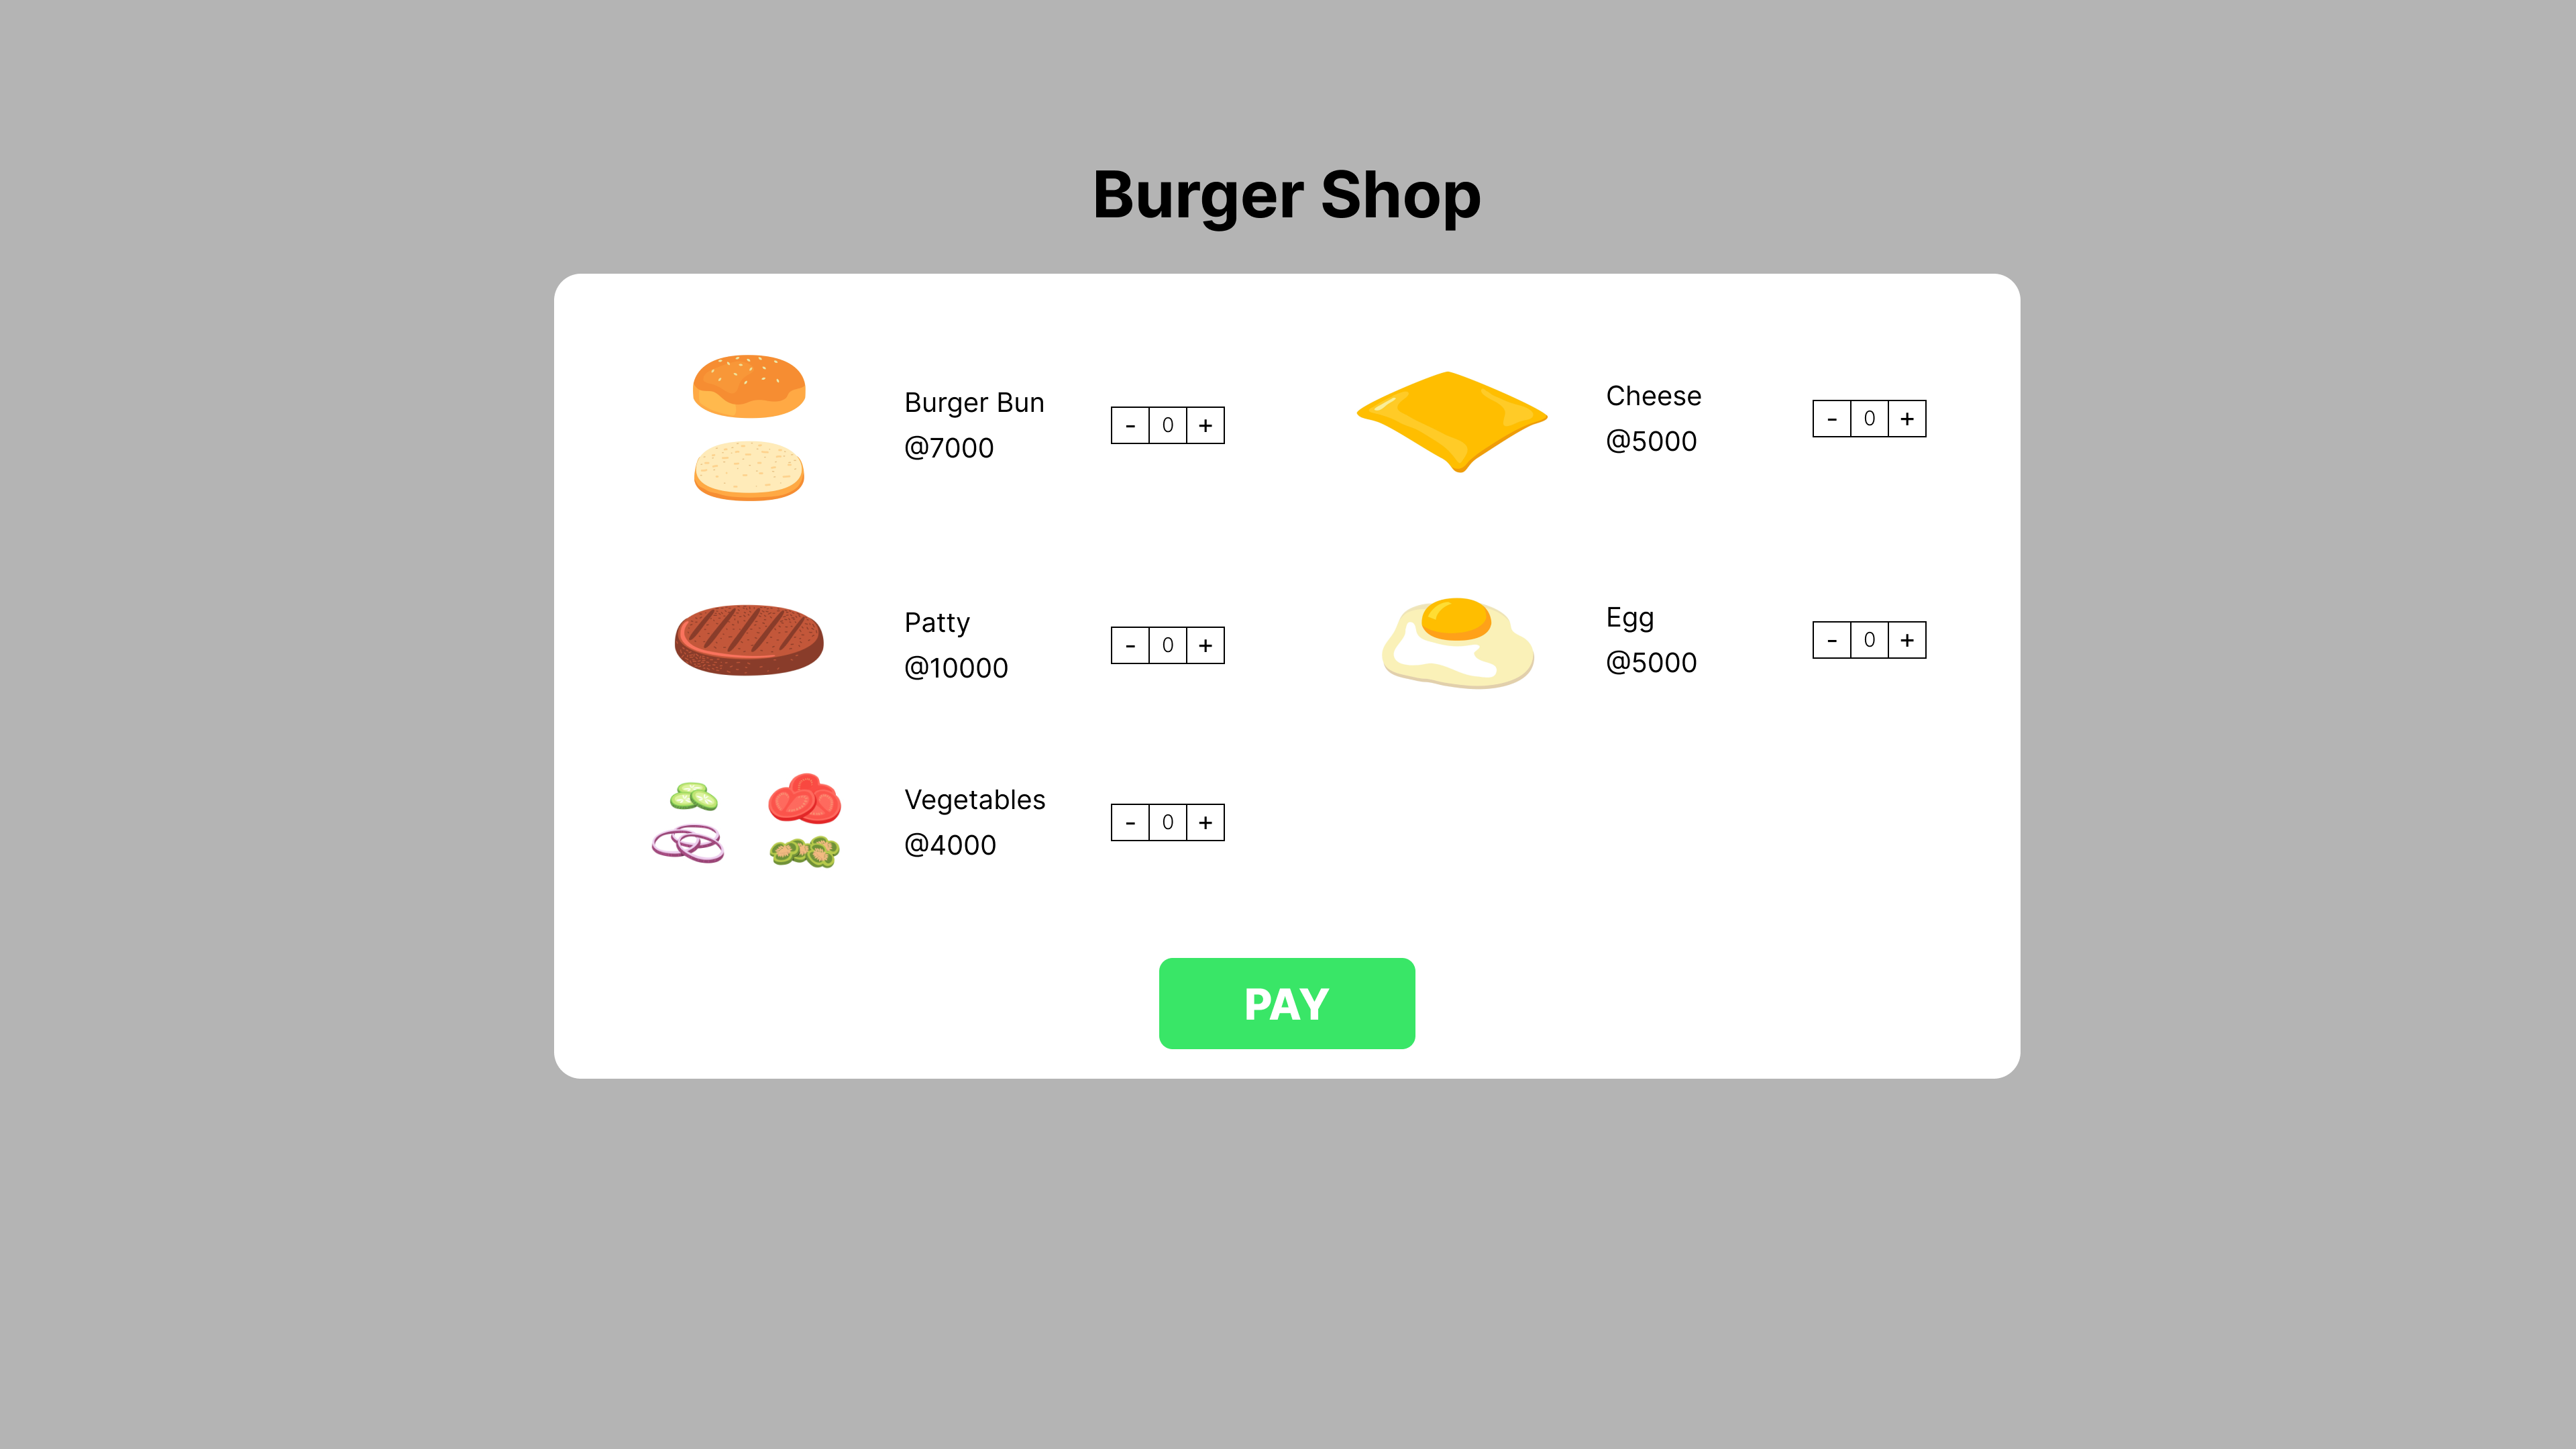 Burger Shop
Burger Bun
@7000
- 0 +
Cheese
@5000
- 0 +
Patty
@10000
- 0 +
Egg
@5000
- 0 +
Vegetables
@4000
- 0 +
PAY